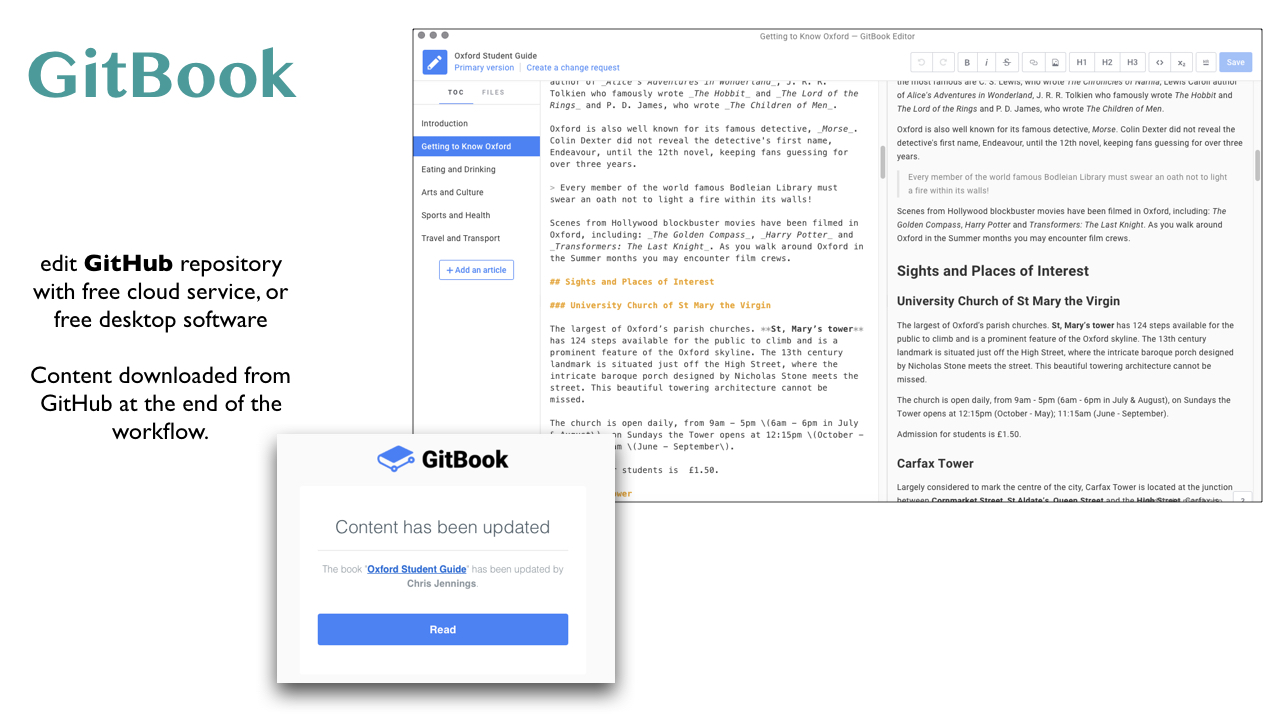 GitBook
edit GitHub repository
with free cloud service, or
free desktop software
Content downloaded from
GitHub at the end of the
workflow.
Getting to Know Oxford — GitBook Editor
Oxford Student Guide
Primary version | Create a change request
B i S H1 H2 H3 <> x₂ Save
TOC FILES
Introduction
Getting to Know Oxford
Eating and Drinking
Arts and Culture
Sports and Health
Travel and Transport
+ Add an article
author of _Alice's Adventures in Wonderland_, J. R. R.
Tolkien who famously wrote _The Hobbit_ and _The Lord of the
Rings_ and P. D. James, who wrote _The Children of Men_.
Oxford is also well known for its famous detective, _Morse_.
Colin Dexter did not reveal the detective's first name,
Endeavour, until the 12th novel, keeping fans guessing for
over three years.
> Every member of the world famous Bodleian Library must
swear an oath not to light a fire within its walls!
Scenes from Hollywood blockbuster movies have been filmed in
Oxford, including: _The Golden Compass_, _Harry Potter_ and
_Transformers: The Last Knight_. As you walk around Oxford in
the Summer months you may encounter film crews.
## Sights and Places of Interest
### University Church of St Mary the Virgin
The largest of Oxford's parish churches. **St, Mary's tower**
has 124 steps available for the public to climb and is a
prominent feature of the Oxford skyline. The 13th century
landmark is situated just off the High Street, where the
intricate baroque porch designed by Nicholas Stone meets the
street. This beautiful towering architecture cannot be
missed.
The church is open daily, from 9am – 5pm \(6am – 6pm in July
on Sundays the Tower opens at 12:15pm \(October –
\(June – September\).
students is £1.50.
the most famous are C. S. Lewis, who wrote The Chronicles of Narnia, Lewis Caroll author
of Alice's Adventures in Wonderland, J. R. R. Tolkien who famously wrote The Hobbit and
The Lord of the Rings and P. D. James, who wrote The Children of Men.
Oxford is also well known for its famous detective, Morse. Colin Dexter did not reveal the
detective's first name, Endeavour, until the 12th novel, keeping fans guessing for over three
years.
Every member of the world famous Bodleian Library must swear an oath not to light
a fire within its walls!
Scenes from Hollywood blockbuster movies have been filmed in Oxford, including: The
Golden Compass, Harry Potter and Transformers: The Last Knight. As you walk around
Oxford in the Summer months you may encounter film crews.
Sights and Places of Interest
University Church of St Mary the Virgin
The largest of Oxford's parish churches. St, Mary's tower has 124 steps available for the
public to climb and is a prominent feature of the Oxford skyline. The 13th century
landmark is situated just off the High Street, where the intricate baroque porch designed
by Nicholas Stone meets the street. This beautiful towering architecture cannot be
missed.
The church is open daily, from 9am - 5pm (6am - 6pm in July & August), on Sundays the
Tower opens at 12:15pm (October - May); 11:15am (June - September).
Admission for students is £1.50.
Carfax Tower
Largely considered to mark the centre of the city, Carfax Tower is located at the junction
between Cornmarket Street, St Aldate's, Queen Street and the High Street. Carfax is
GitBook
Content has been updated
The book "Oxford Student Guide" has been updated by
Chris Jennings.
Read